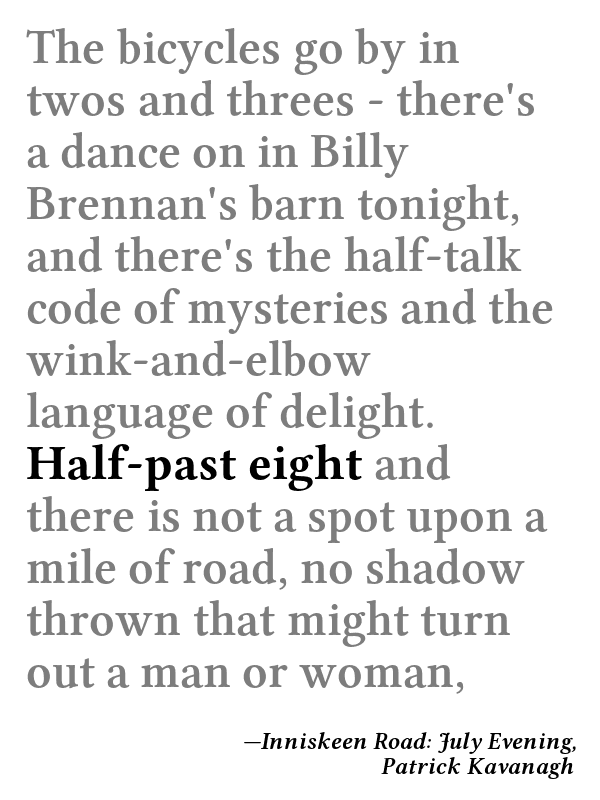 The bicycles go by in
twos and threes - there's
a dance on in Billy
Brennan's barn tonight,
and there's the half-talk
code of mysteries and the
wink-and-elbow
language of delight.
Half-past eight and
there is not a spot upon a
mile of road, no shadow
thrown that might turn
out a man or woman,
—Inniskeen Road: July Evening,
Patrick Kavanagh